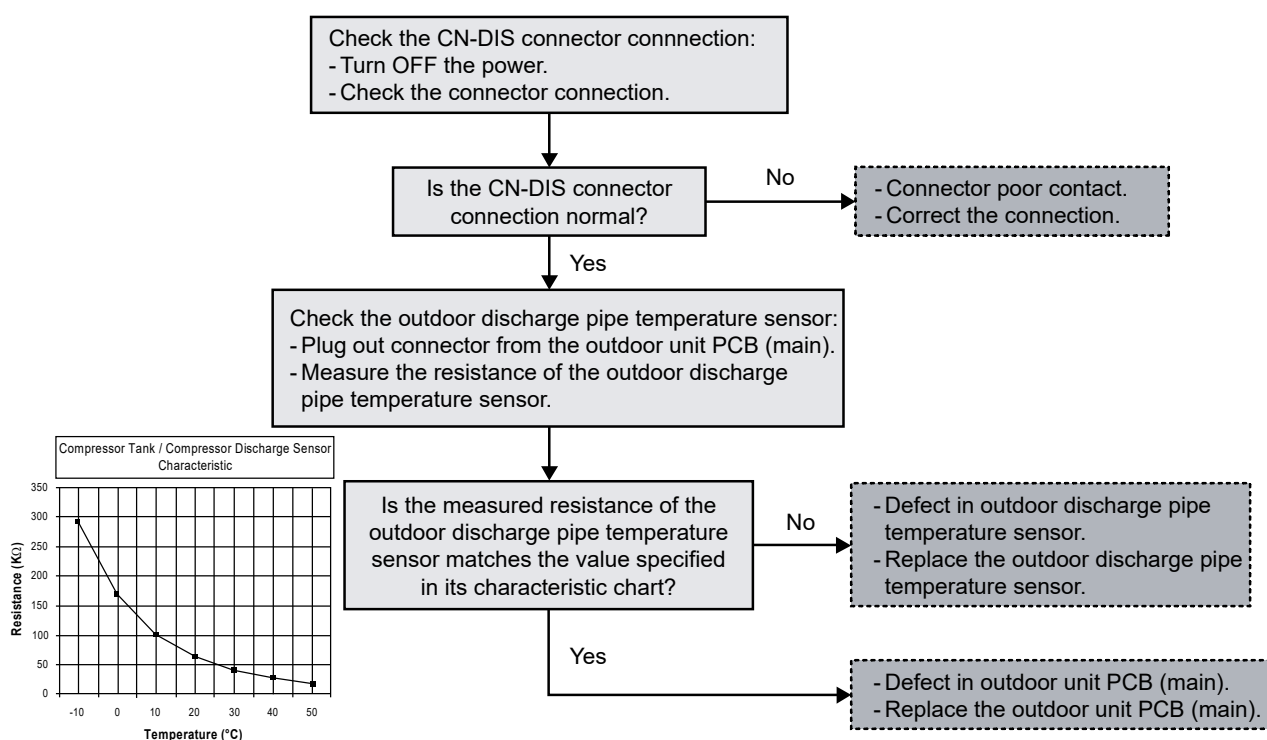 Check the CN-DIS connector connnection:
- Turn OFF the power.
- Check the connector connection.
Is the CN-DIS connector
connection normal?
No
- Connector poor contact.
- Correct the connection.
Yes
Check the outdoor discharge pipe temperature sensor:
- Plug out connector from the outdoor unit PCB (main).
- Measure the resistance of the outdoor discharge
pipe temperature sensor.
Compressor Tank / Compressor Discharge Sensor
Characteristic
Resistance (KΩ)
350
300
250
200
150
100
50
0
-10 0 10 20 30 40 50
Temperature (°C)
Is the measured resistance of the
outdoor discharge pipe temperature
sensor matches the value specified
in its characteristic chart?
No
- Defect in outdoor discharge pipe
temperature sensor.
- Replace the outdoor discharge pipe
temperature sensor.
Yes
- Defect in outdoor unit PCB (main).
- Replace the outdoor unit PCB (main).